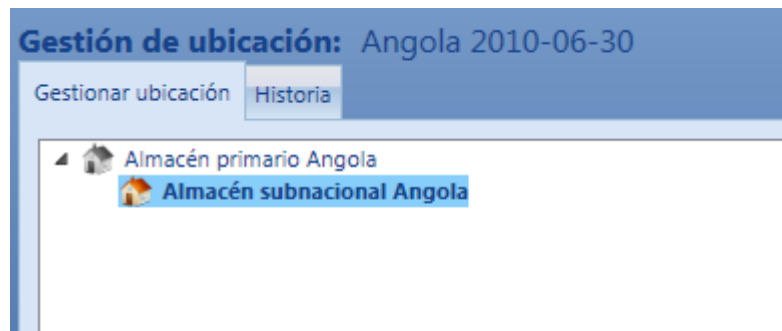 Gestión de ubicación: Angola 2010-06-30
Gestionar ubicación Historia
Almacén primario Angola
Almacén subnacional Angola